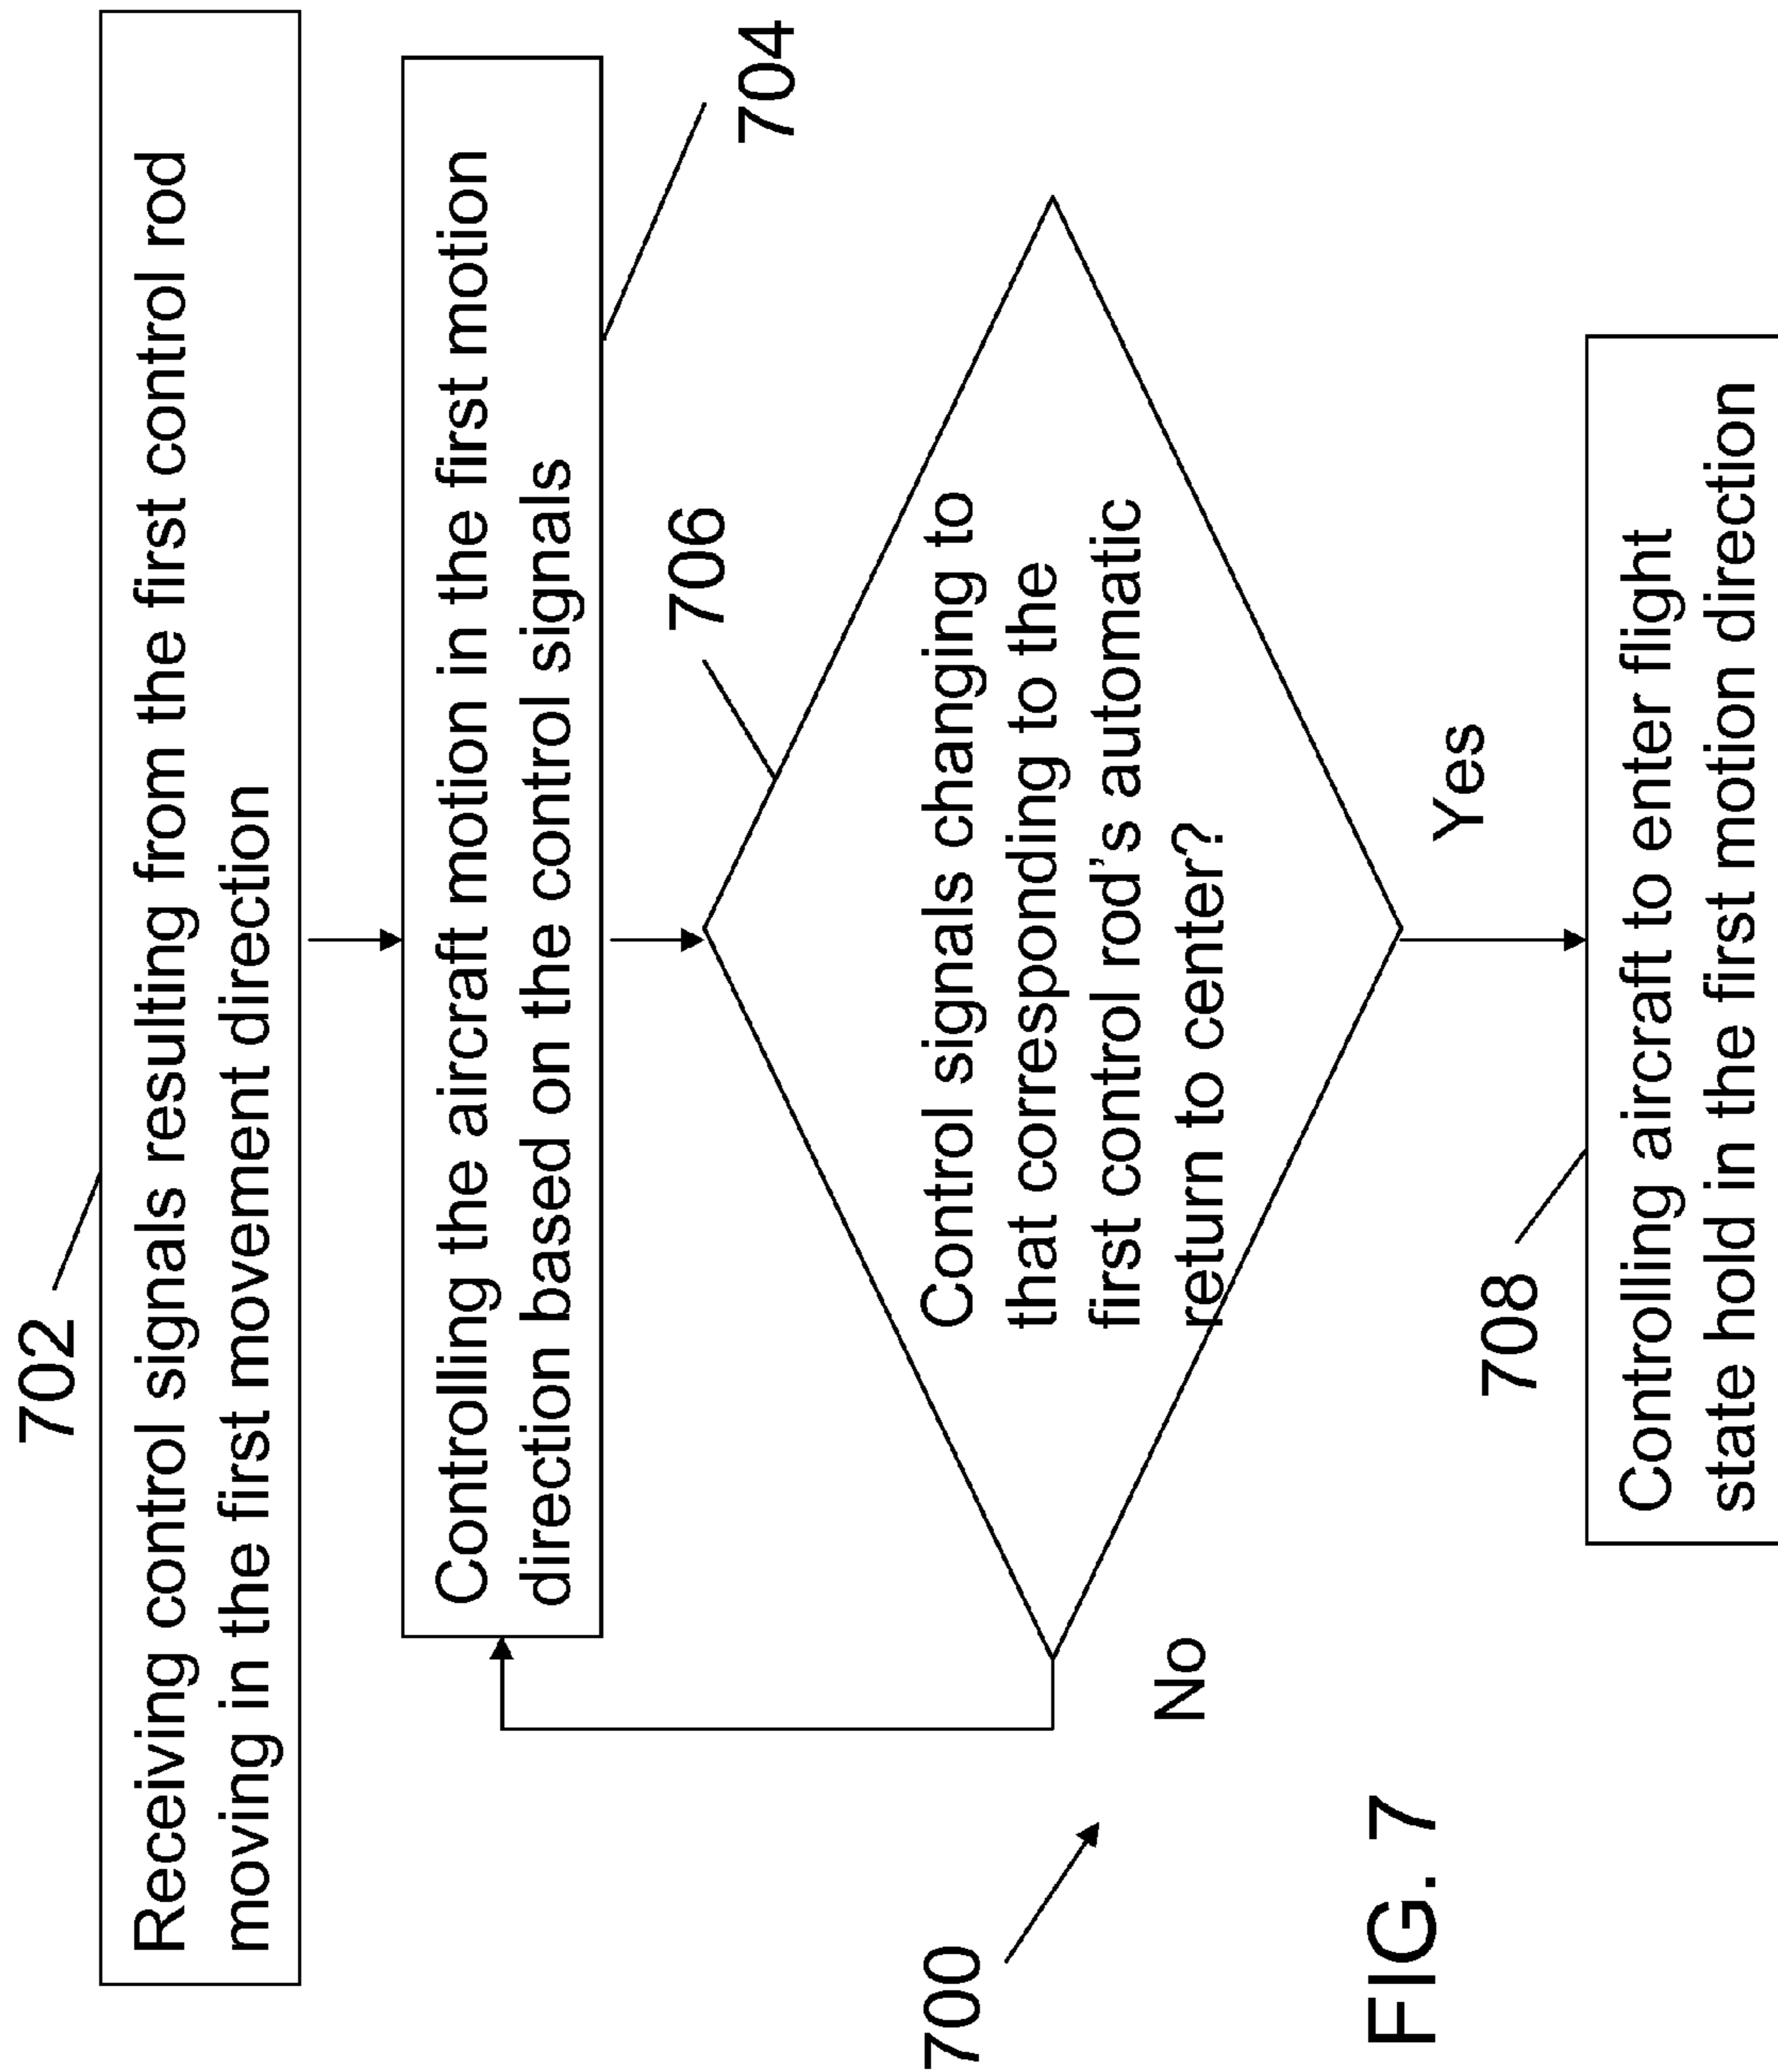 702
Receiving control signals resulting from the first control rod
moving in the first movement direction
Controlling the aircraft motion in the first motion
direction based on the control signals
704
706
Control signals changing to
that corresponding to the
first control rod's automatic
return to center?
No
Yes
700
708
Controlling aircraft to enter flight
state hold in the first motion direction
FIG. 7